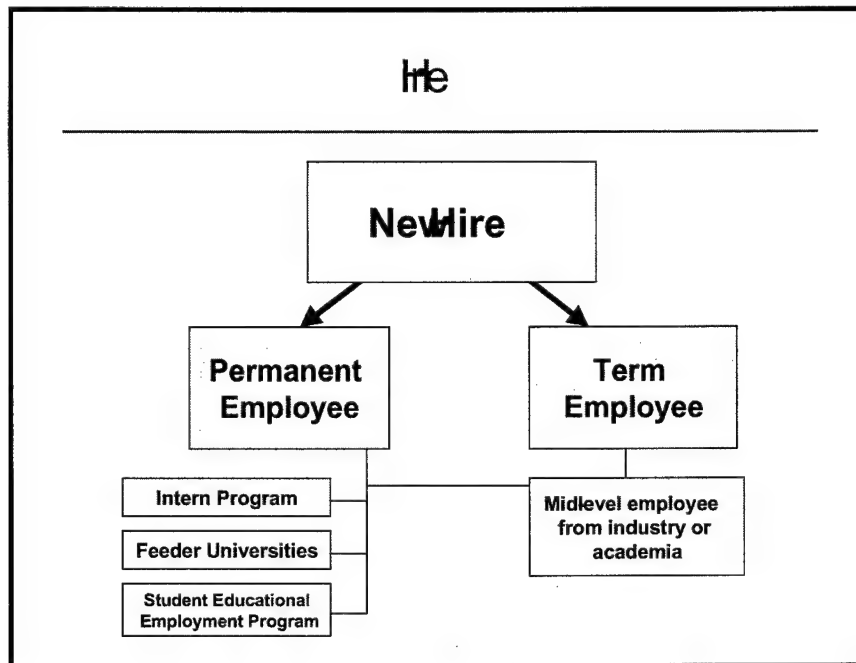 New Hire
Permanent
Employee
Term
Employee
Intern Program
Feeder Universities
Student Educational
Employment Program
Midlevel employee
from industry or
academia